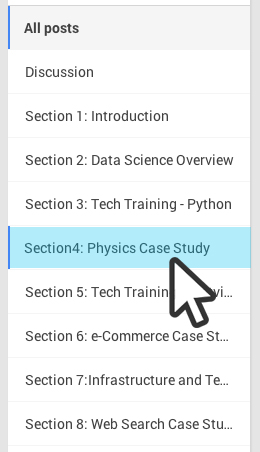 All posts
Discussion
Section 1: Introduction
Section 2: Data Science Overview
Section 3: Tech Training - Python
Section4: Physics Case Study
Section 5: Tech Training vi...
Section 6: e-Commerce Case St...
Section 7:Infrastructure and Te...
Section 8: Web Search Case Stu...